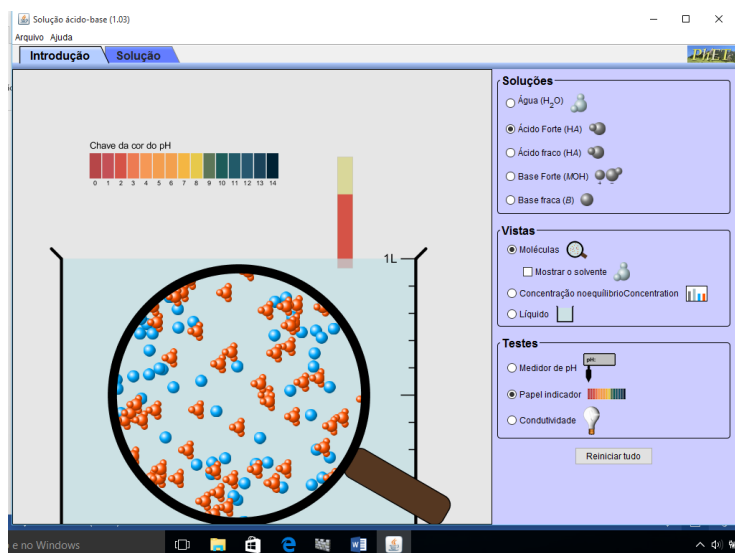 Solução ácido-base (1.03)
Arquivo Ajuda
Introdução Solução
PhET
Chave da cor do pH
0 1 2 3 4 5 6 7 8 9 10 11 12 13 14
1L
Soluções
Água (H2O)
Ácido Forte (HA)
Ácido fraco (HA)
Base Forte (MOH)
+ -
Base fraca (B)
Vistas
Moléculas
Mostrar o solvente
Concentração noequílibrioConcentration
Líquido
Testes
Medidor de pH
pH:
Papel indicador
Condutividade
Reiniciar tudo
e no Windows